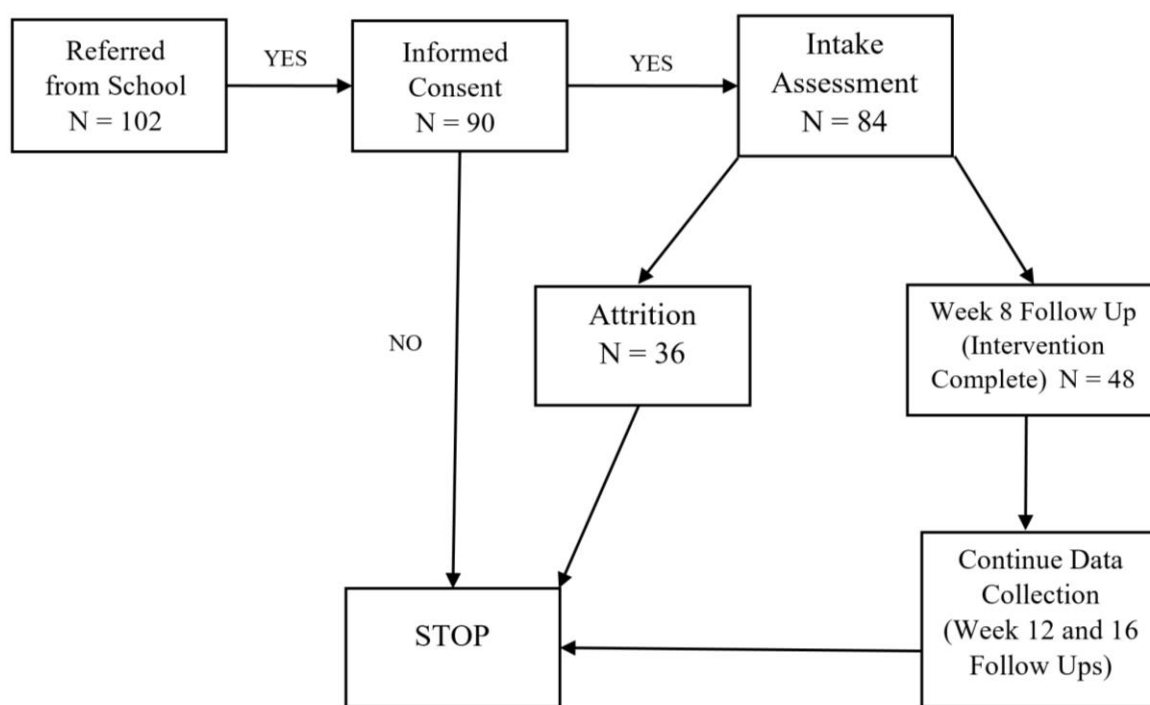 Referred
from School
N = 102
YES
Informed
Consent
N = 90
YES
Intake
Assessment
N = 84
NO
Attrition
N = 36
Week 8 Follow Up
(Intervention
Complete) N = 48
STOP
Continue Data
Collection
(Week 12 and 16
Follow Ups)